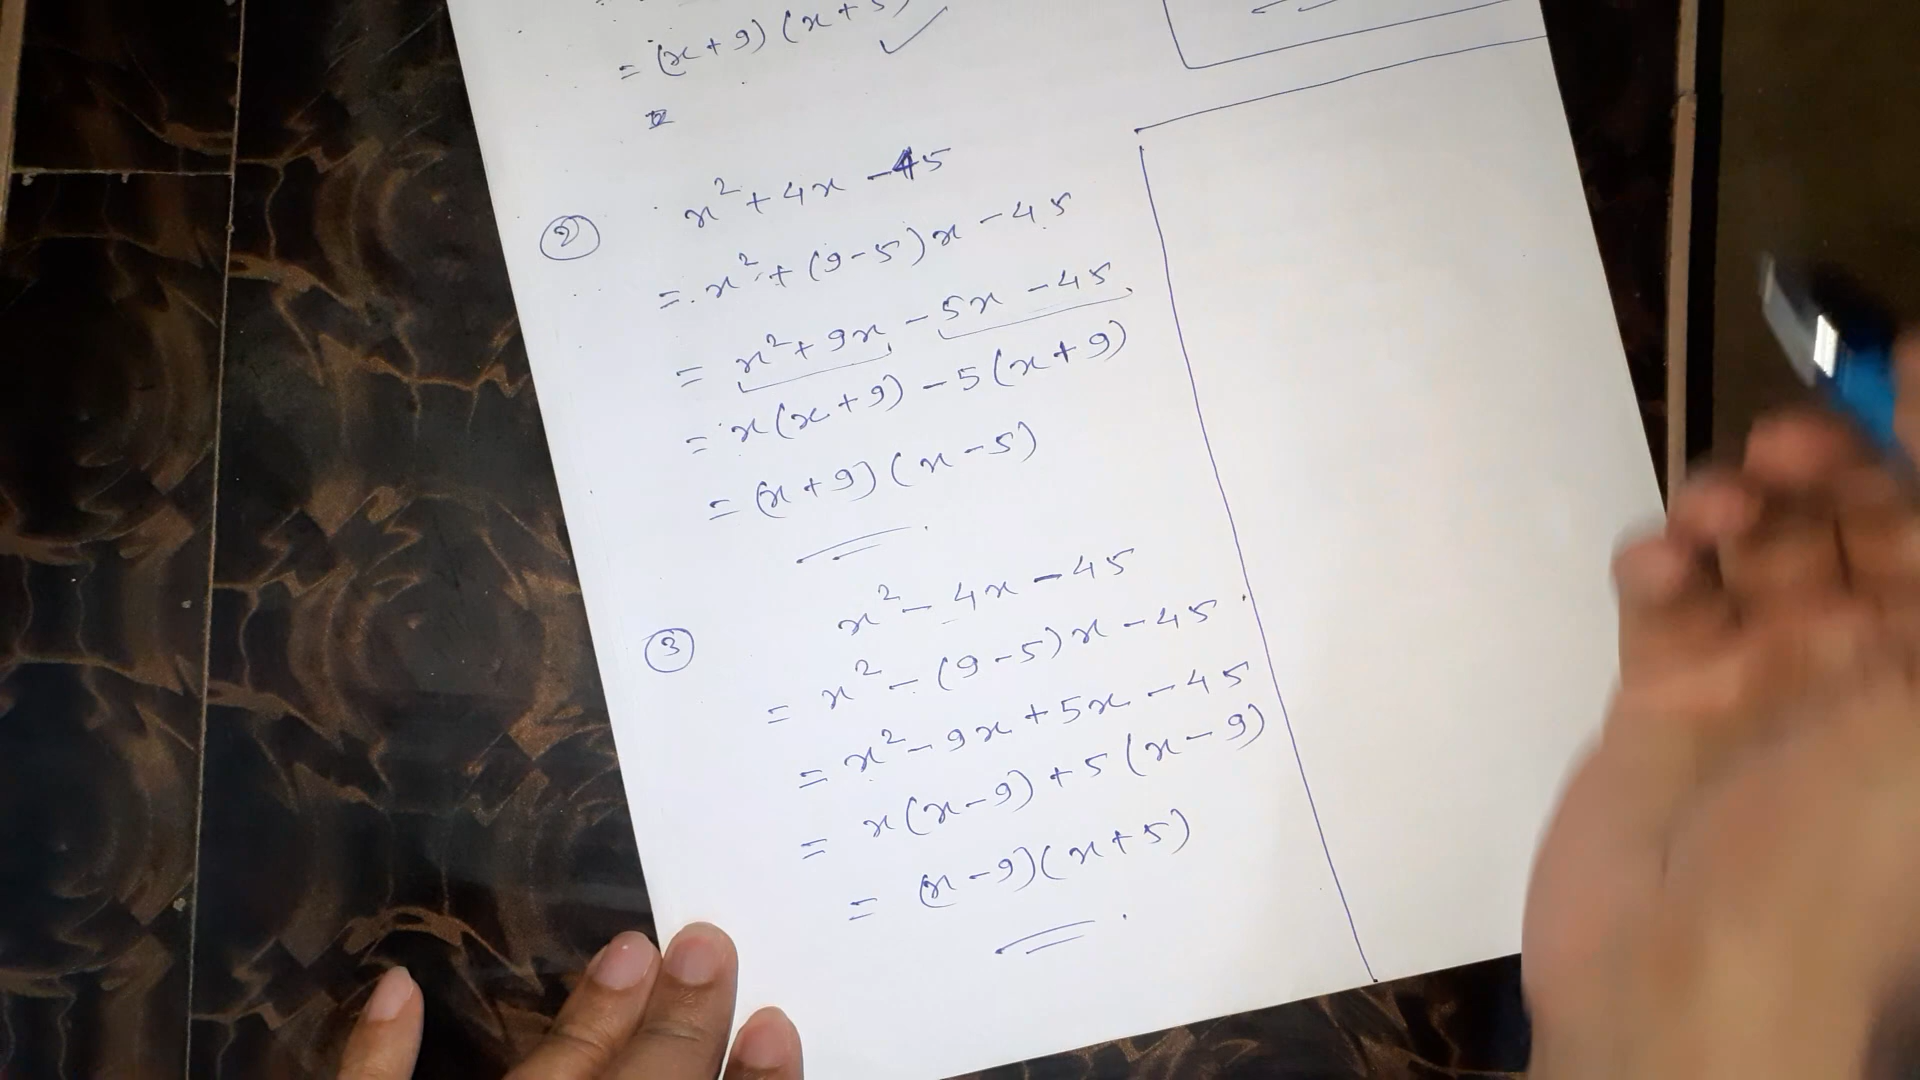 = (x+9) (x+5)
② x² + 4x - 45
= x² + (9-5)x - 45
= x² + 9x - 5x - 45
= x(x+9) - 5(x+9)
= (x+9) (x-5)
③ x² - 4x - 45
= x² - (9-5)x - 45
= x² - 9x + 5x - 45
= x(x-9) + 5(x-9)
= (x-9)(x+5)